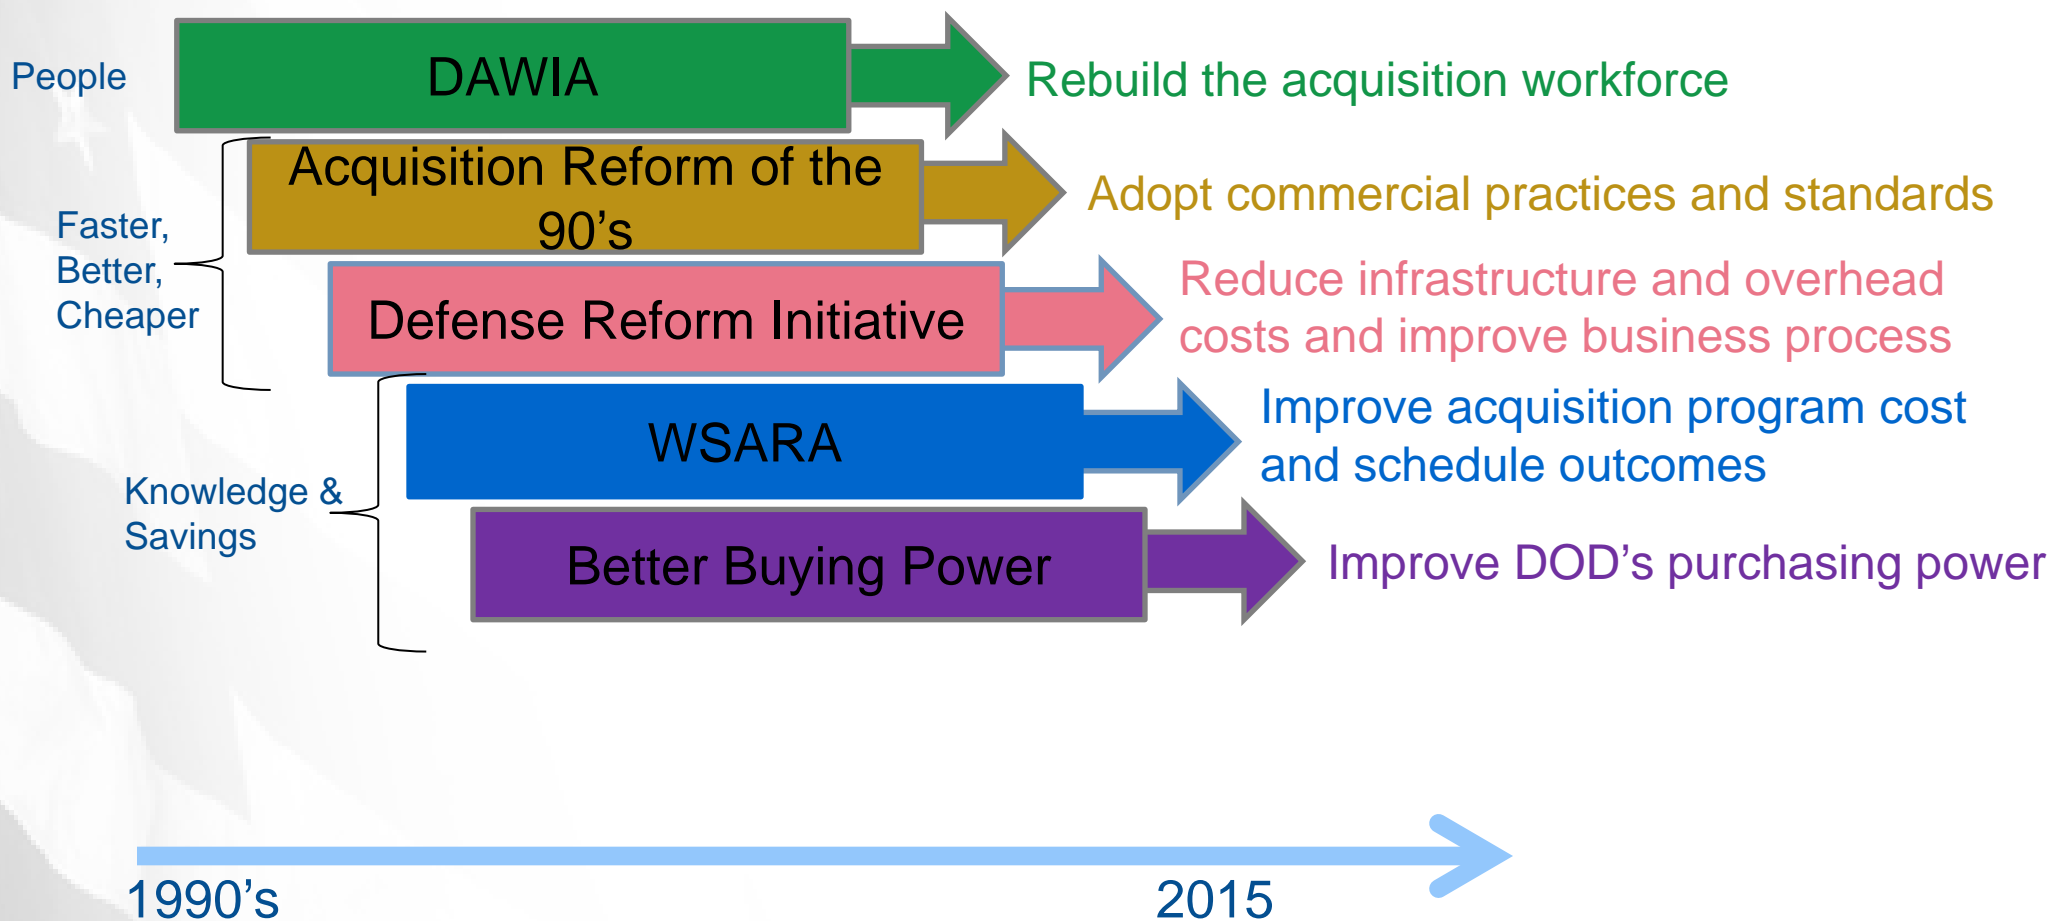 People
DAWIA
Rebuild the acquisition workforce
Faster,
Better,
Cheaper
Acquisition Reform of the
90’s
Adopt commercial practices and standards
Defense Reform Initiative
Reduce infrastructure and overhead
costs and improve business process
Knowledge &
Savings
WSARA
Improve acquisition program cost
and schedule outcomes
Better Buying Power
Improve DOD’s purchasing power
1990’s
2015